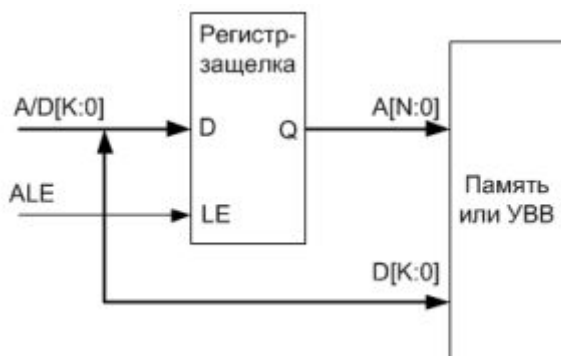 Регистр-
защелка
A/D[K:0]
D
Q
A[N:0]
ALE
LE
Память
или УВВ
D[K:0]